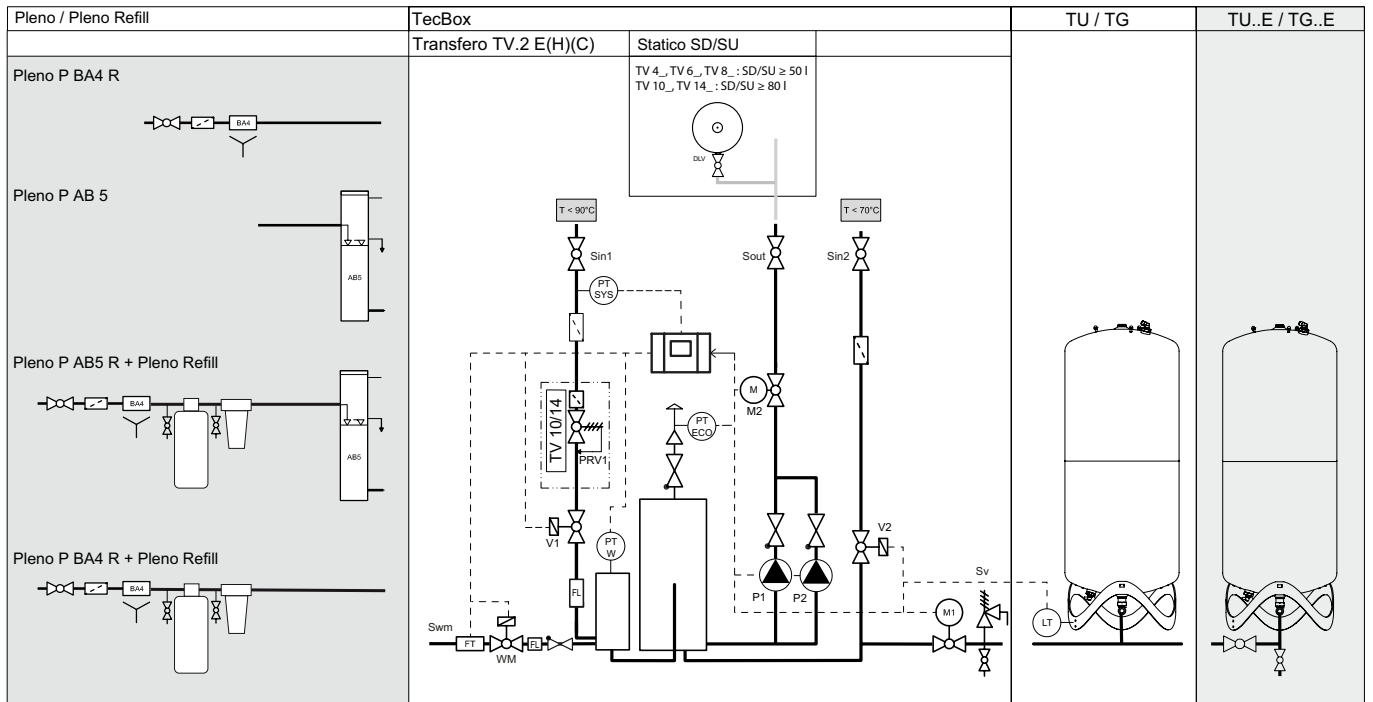 Pleno / Pleno Refill
TecBox
TU / TG
TU..E / TG..E
Transfero TV.2 E(H)(C)
Statico SD/SU
Pleno P BA4 R
BA4
Pleno P AB 5
AB5
Pleno P AB5 R + Pleno Refill
BA4
AB5
Pleno P BA4 R + Pleno Refill
BA4
TV 4_, TV 6_, TV 8_ : SD/SU ≥ 50 l
TV 10_, TV 14_ : SD/SU ≥ 80 l
DLV
T < 90°C
T < 70°C
Sin1
Sout
Sin2
PT
SYS
M
M2
TV 10/14
PRV1
PT
ECO
V1
PT
W
V2
FL
P1
P2
Sv
M1
LT
Swm
FT
WM
FL